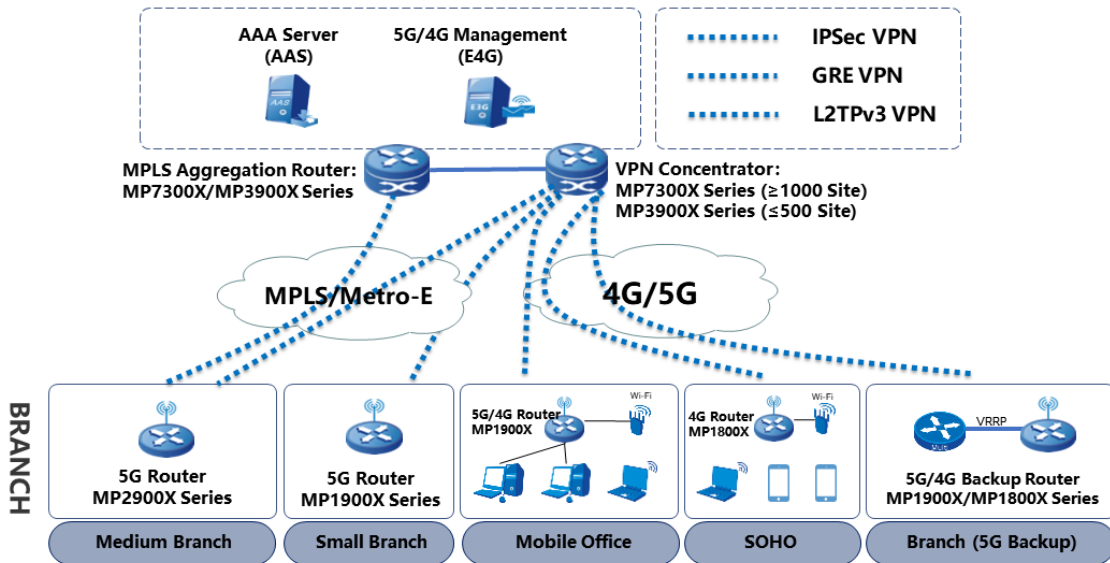 AAA Server
(AAS)
5G/4G Management
(E4G)
AAS
E3G
IPSec VPN
GRE VPN
L2TPv3 VPN
MPLS Aggregation Router:
MP7300X/MP3900X Series
VPN Concentrator:
MP7300X Series (≥1000 Site)
MP3900X Series (≤500 Site)
MPLS/Metro-E
4G/5G
BRANCH
5G Router
MP2900X Series
5G Router
MP1900X Series
5G/4G Router
MP1900X
Wi-Fi
4G Router
MP1800X
Wi-Fi
VRRP
5G/4G Backup Router
MP1900X/MP1800X Series
Medium Branch
Small Branch
Mobile Office
SOHO
Branch (5G Backup)